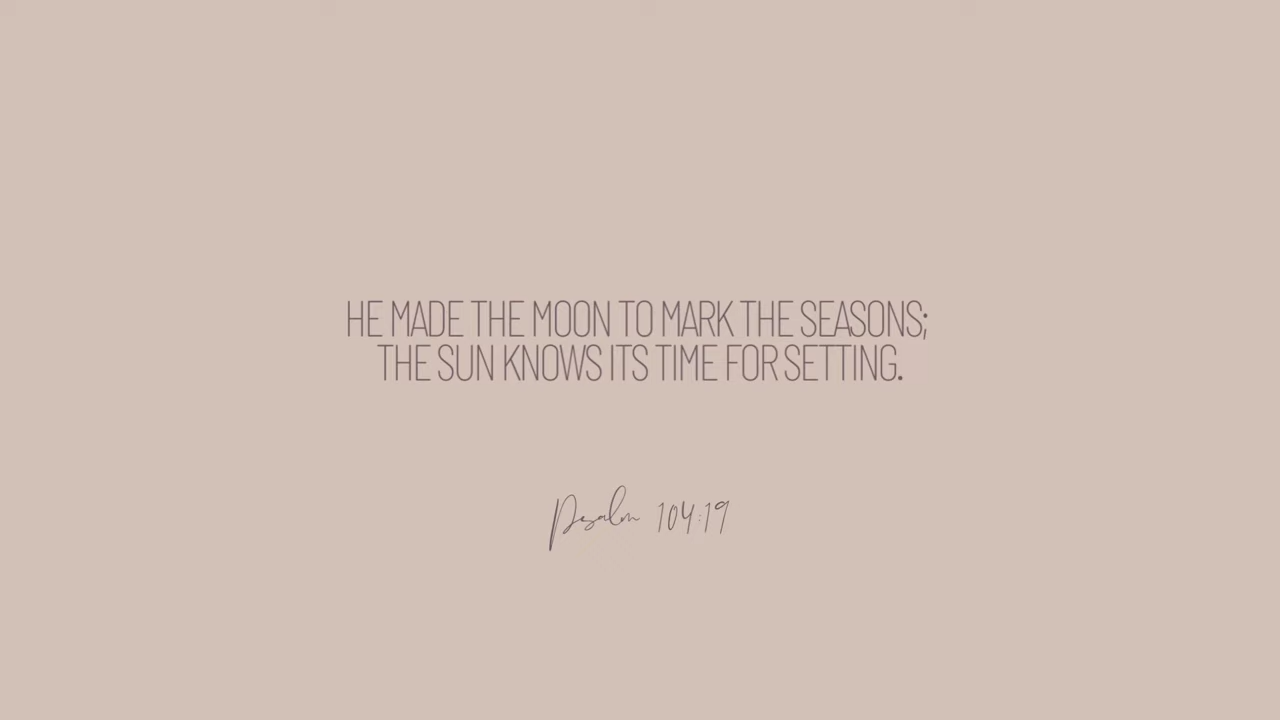 HE MADE THE MOON TO MARK THE SEASONS;
THE SUN KNOWS ITS TIME FOR SETTING.
Psalm 104:19